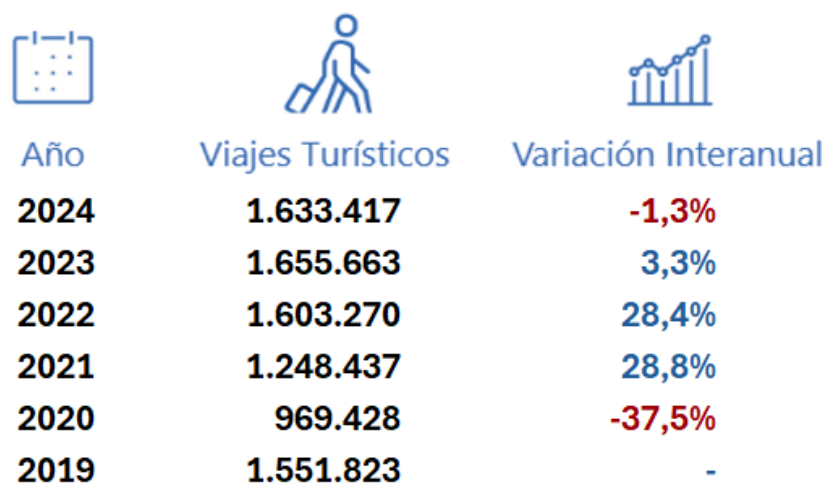 Año Viajes Turísticos Variación Interanual
2024 1.633.417 -1,3%
2023 1.655.663 3,3%
2022 1.603.270 28,4%
2021 1.248.437 28,8%
2020 969.428 -37,5%
2019 1.551.823 -